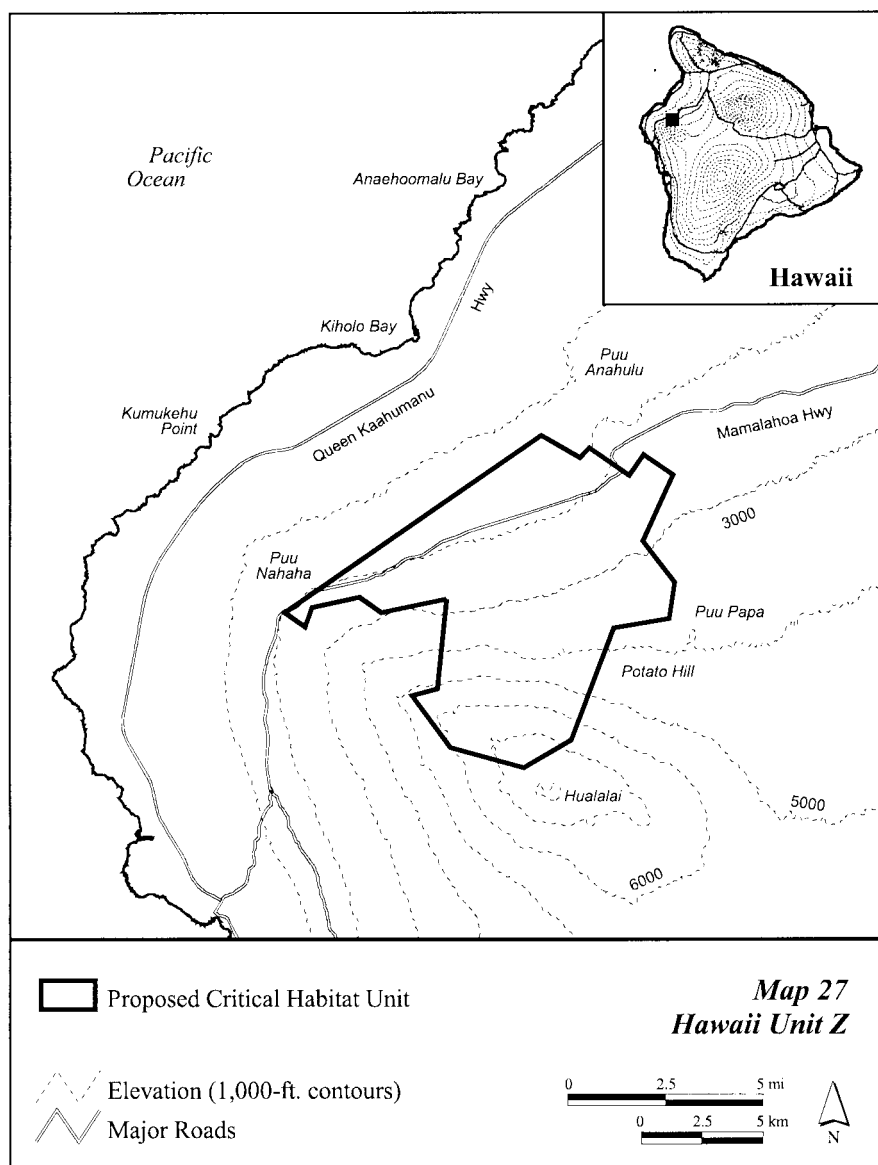 Pacific
Ocean
Anaehoomalu Bay
Hawaii
Hwy
Kiholo Bay
Puu
Anahulu
Kumukehu
Point
Queen Kaahumanu
Mamalahoa Hwy
3000
Puu
Nahaha
Puu Papa
Potato Hill
Hualalai
5000
6000
Proposed Critical Habitat Unit
Map 27
Hawaii Unit Z
Elevation (1,000-ft. contours)
Major Roads
0 2.5 5 mi
0 2.5 5 km
N